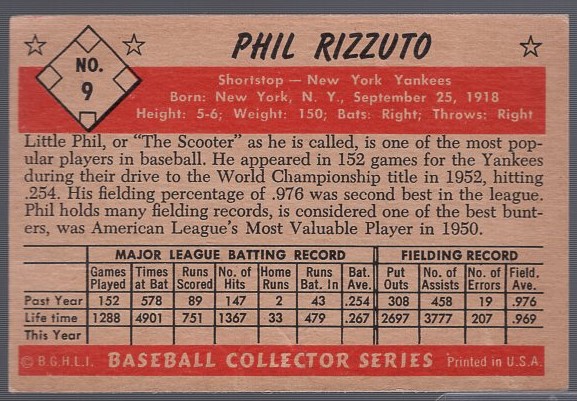 PHIL RIZZUTO
NO.
9
Shortstop — New York Yankees
Born: New York, N. Y., September 25, 1918
Height: 5-6; Weight: 150; Bats: Right; Throws: Right
Little Phil, or "The Scooter" as he is called, is one of the most pop-
ular players in baseball. He appeared in 152 games for the Yankees
during their drive to the World Championship title in 1952, hitting
.254. His fielding percentage of .976 was second best in the league.
Phil holds many fielding records, is considered one of the best bunt-
ers, was American League's Most Valuable Player in 1950.
MAJOR LEAGUE BATTING RECORD FIELDING RECORD
Games Times Runs No. of Home Runs Bat. Put No. of No. of Field.
Played at Bat Scored Hits Runs Bat. In Ave. Outs Assists Errors Ave.
Past Year 152 578 89 147 2 43 .254 308 458 19 .976
Life time 1288 4901 751 1367 33 479 .267 2697 3777 207 .969
This Year
© B.G.H.L.I. BASEBALL COLLECTOR SERIES Printed in U.S.A.